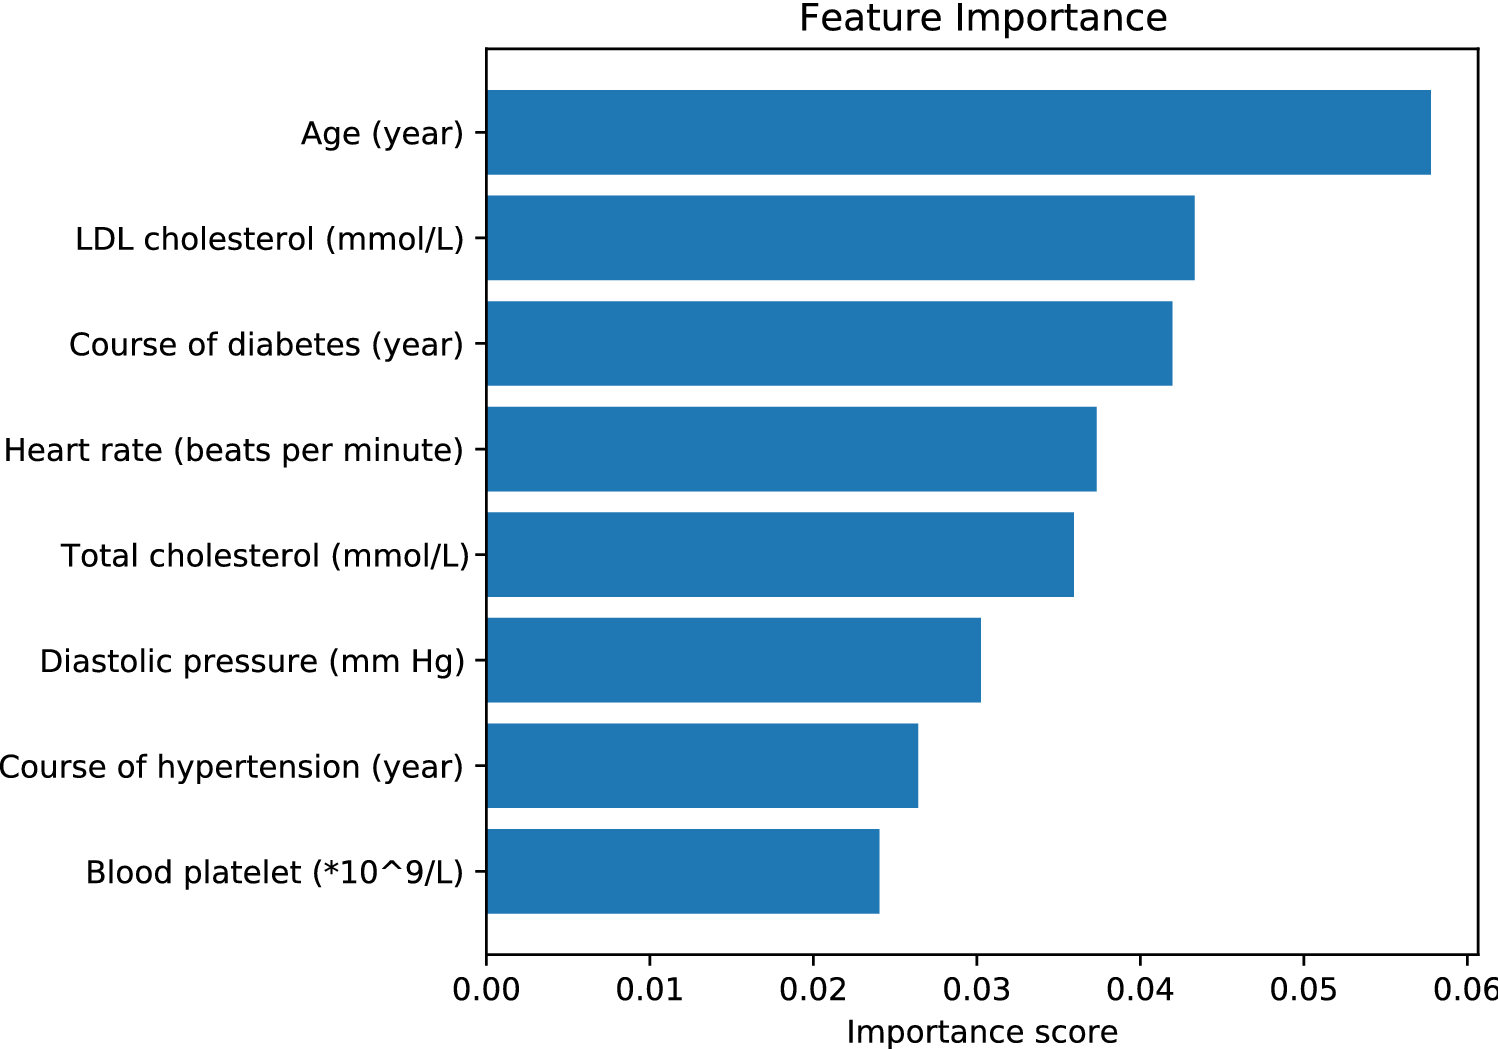 Feature Importance
Age (year)
LDL cholesterol (mmol/L)
Course of diabetes (year)
Heart rate (beats per minute)
Total cholesterol (mmol/L)
Diastolic pressure (mm Hg)
Course of hypertension (year)
Blood platelet (*10^9/L)
0.00 0.01 0.02 0.03 0.04 0.05 0.06
Importance score